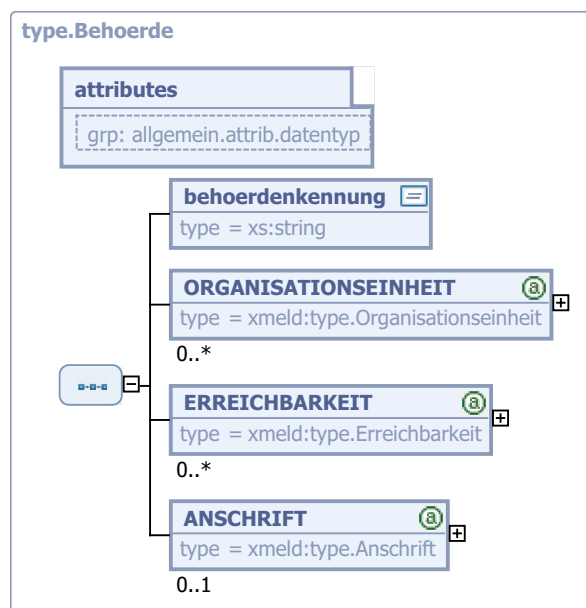 type.Behoerde
attributes
grp: allgemein.attrib.datentyp
behoerdenkennung
type = xs:string
ORGANISATIONSEINHEIT
type = xmeld:type.Organisationseinheit
0..*
ERREICHBARKEIT
type = xmeld:type.Erreichbarkeit
0..*
ANSCHRIFT
type = xmeld:type.Anschrift
0..1